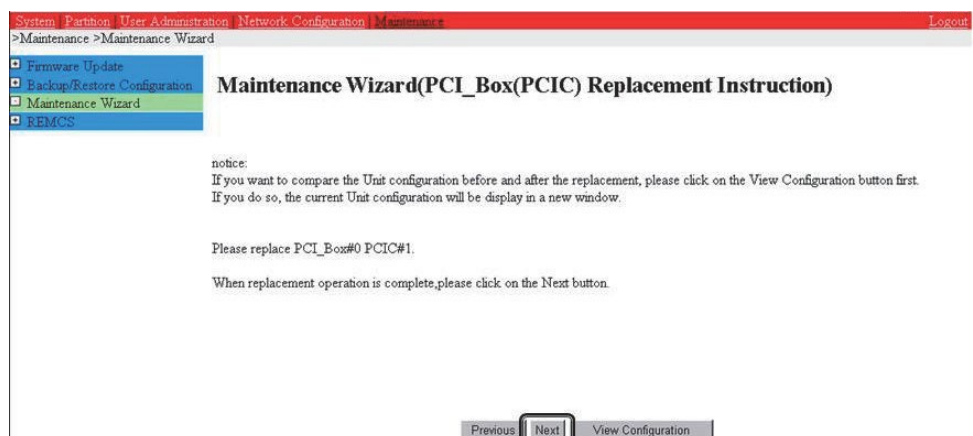 System | Partition | User Administration | Network Configuration | Maintenance Logout
>Maintenance >Maintenance Wizard
Firmware Update
Backup/Restore Configuration
Maintenance Wizard
REMCS
Maintenance Wizard(PCI_Box(PCIC) Replacement Instruction)
notice:
If you want to compare the Unit configuration before and after the replacement, please click on the View Configuration button first.
If you do so, the current Unit configuration will be display in a new window.
Please replace PCI_Box#0 PCIC#1.
When replacement operation is complete,please click on the Next button.
Previous Next View Configuration